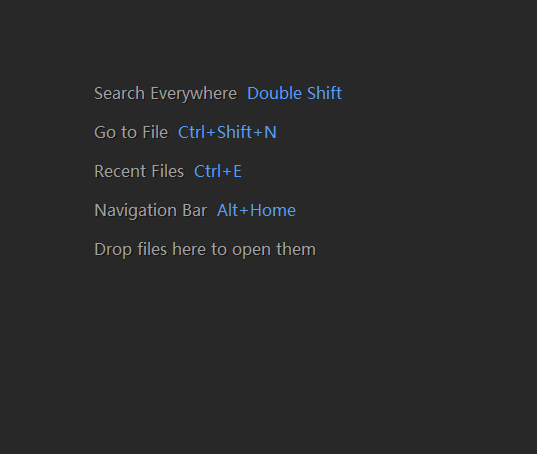 Search Everywhere Double Shift
Go to File Ctrl+Shift+N
Recent Files Ctrl+E
Navigation Bar Alt+Home
Drop files here to open them